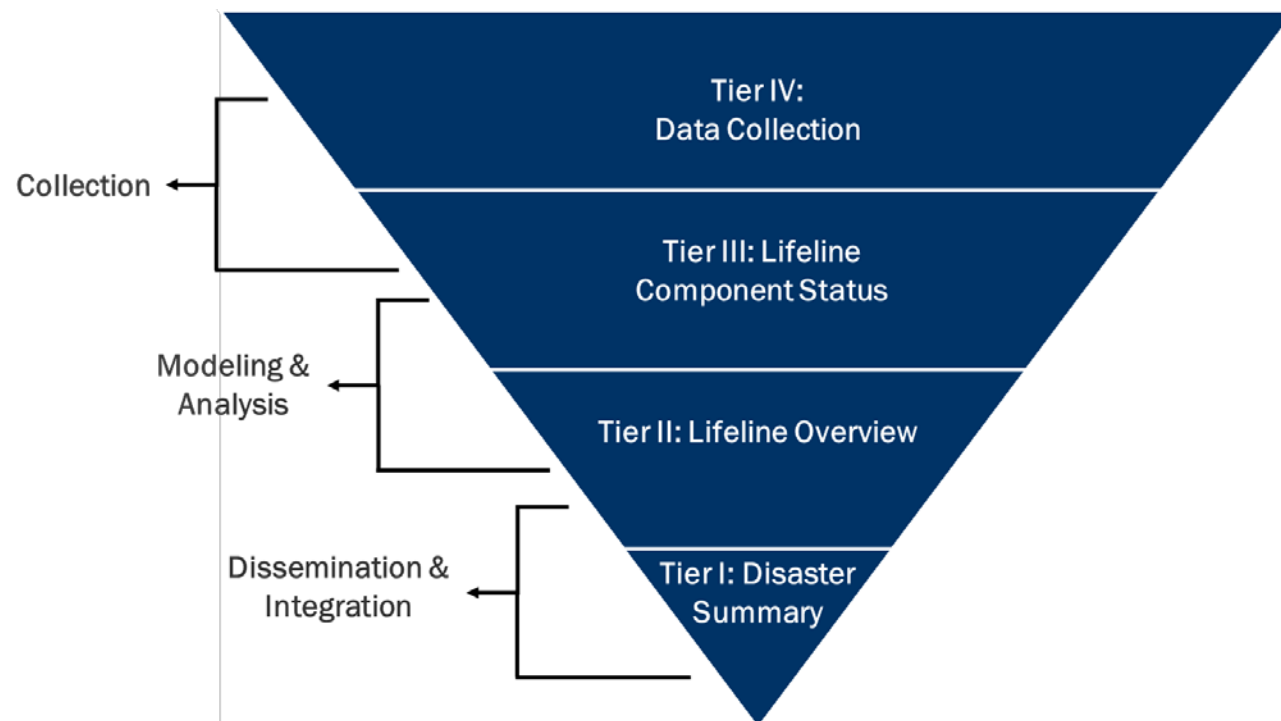 Tier IV:
Data Collection
Collection
Tier III: Lifeline
Component Status
Modeling &
Analysis
Tier II: Lifeline Overview
Dissemination &
Integration
Tier I: Disaster
Summary